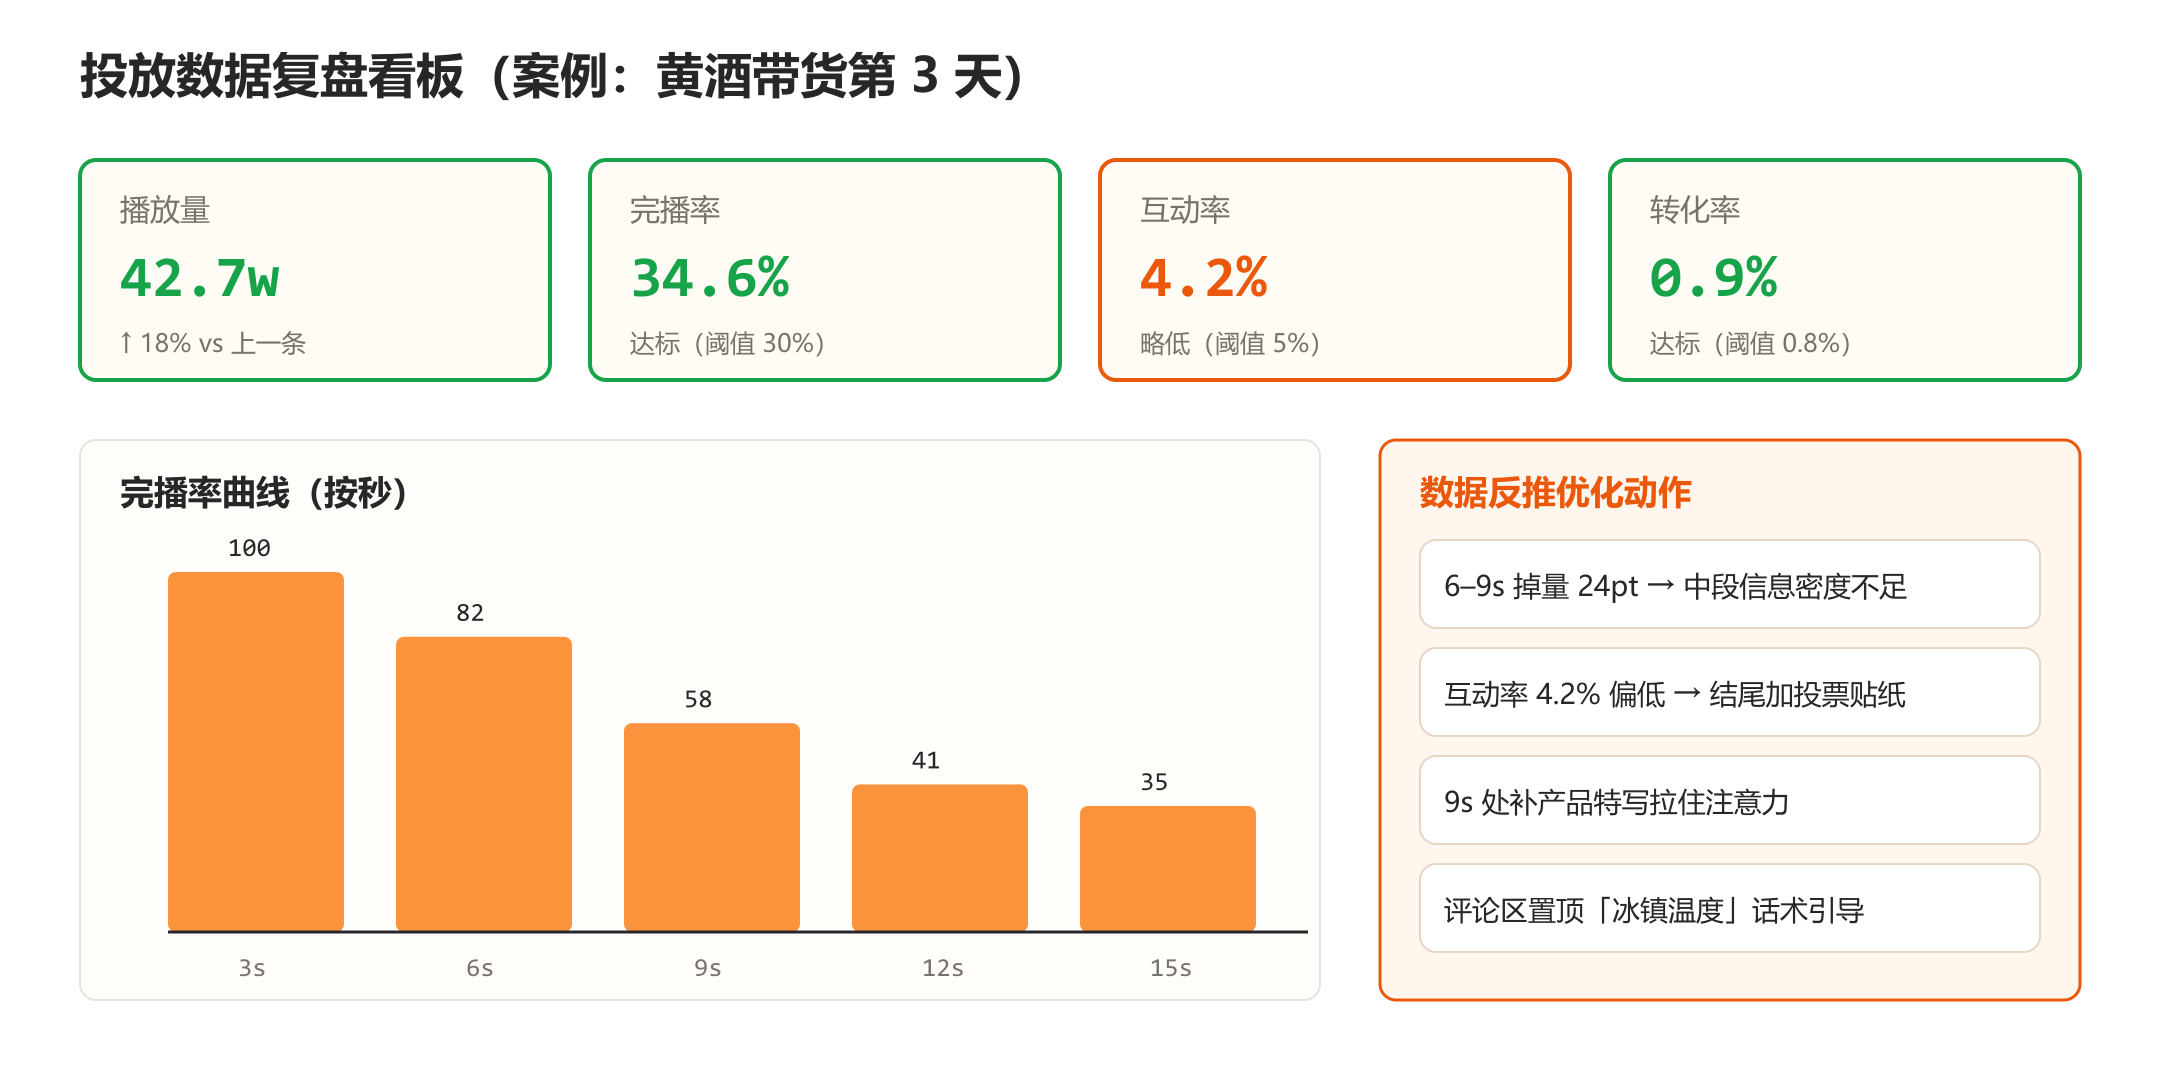 投放数据复盘看板（案例：黄酒带货第 3 天）
播放量
42.7w
↑ 18% vs 上一条
完播率
34.6%
达标（阈值 30%）
互动率
4.2%
略低（阈值 5%）
转化率
0.9%
达标（阈值 0.8%）
完播率曲线（按秒）
100
82
58
41
35
3s
6s
9s
12s
15s
数据反推优化动作
6–9s 掉量 24pt → 中段信息密度不足
互动率 4.2% 偏低 → 结尾加投票贴纸
9s 处补产品特写拉住注意力
评论区置顶「冰镇温度」话术引导